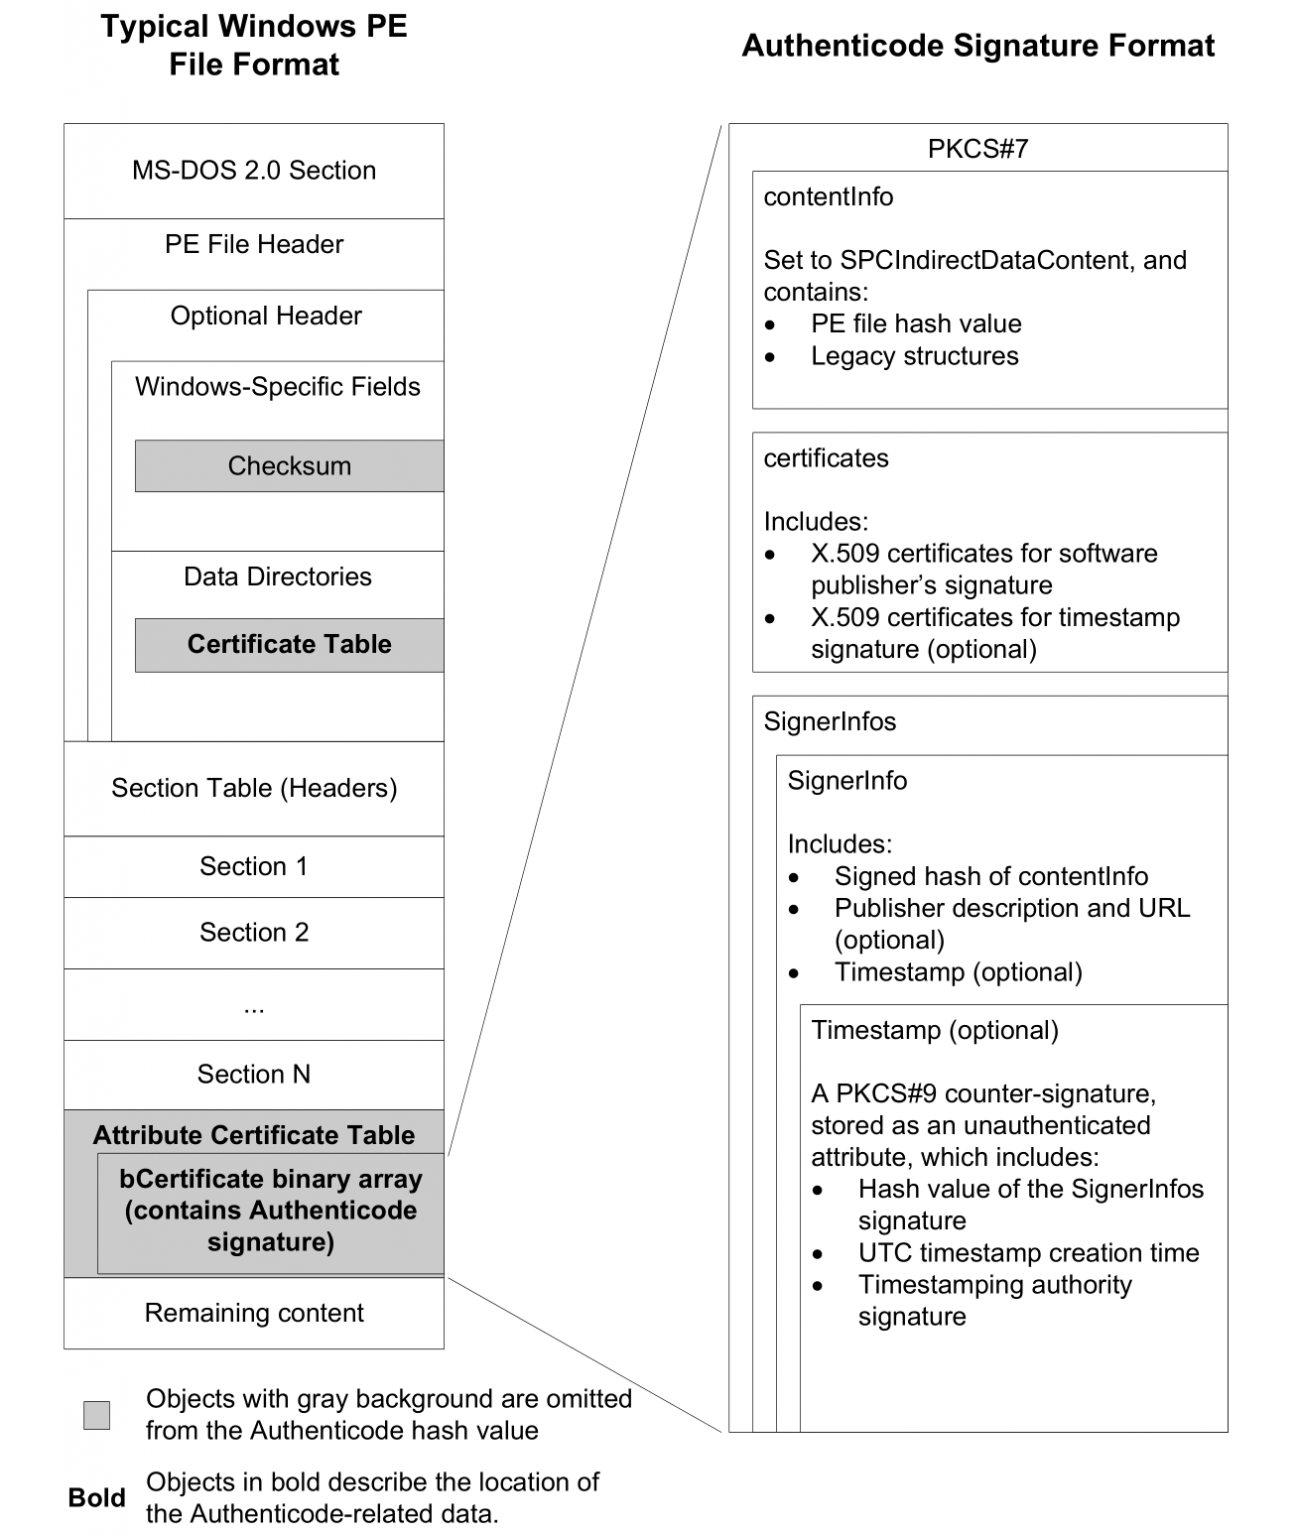 Typical Windows PE
File Format
MS-DOS 2.0 Section
PE File Header
Optional Header
Windows-Specific Fields
Checksum
Data Directories
Certificate Table
Section Table (Headers)
Section 1
Section 2
...
Section N
Attribute Certificate Table
bCertificate binary array
(contains Authenticode
signature)
Remaining content
Objects with gray background are omitted
from the Authenticode hash value
Bold
Objects in bold describe the location of
the Authenticode-related data.
Authenticode Signature Format
PKCS#7
contentInfo
Set to SPCIndirectDataContent, and
contains:
• PE file hash value
• Legacy structures
certificates
Includes:
• X.509 certificates for software
publisher’s signature
• X.509 certificates for timestamp
signature (optional)
SignerInfos
SignerInfo
Includes:
• Signed hash of contentInfo
• Publisher description and URL
(optional)
• Timestamp (optional)
Timestamp (optional)
A PKCS#9 counter-signature,
stored as an unauthenticated
attribute, which includes:
• Hash value of the SignerInfos
signature
• UTC timestamp creation time
• Timestamping authority
signature